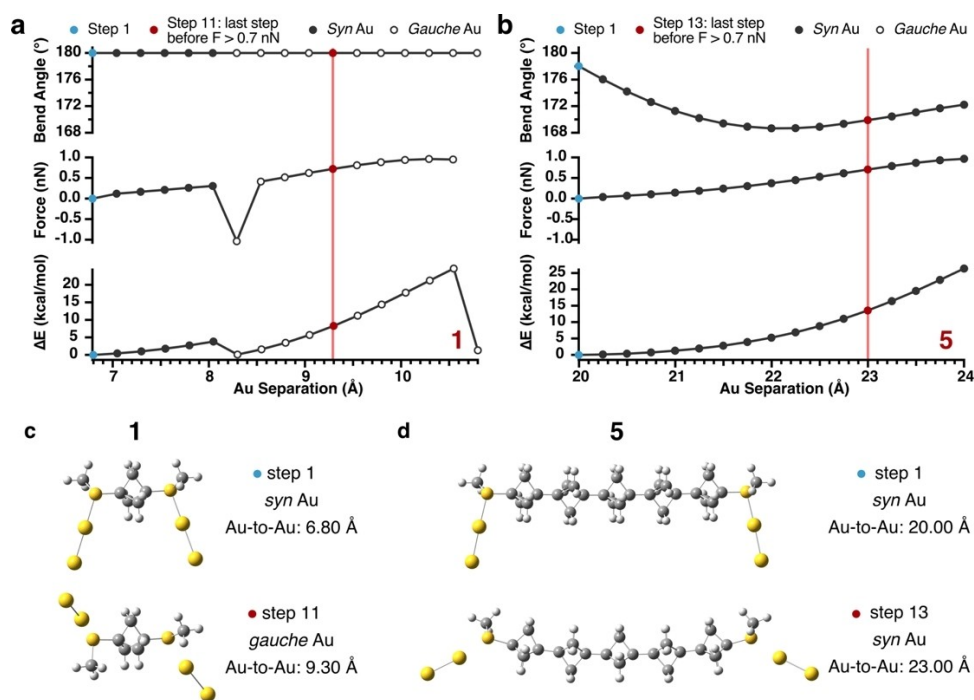 a
Step 1
Step 11: last step
before F > 0.7 nN
Syn Au
Gauche Au
Bend Angle (°)
180
176
172
168
Force (nN)
1.0
0.5
0.0
-0.5
-1.0
ΔE (kcal/mol)
20
15
10
5
0
1
7 8 9 10
Au Separation (Å)
b
Step 1
Step 13: last step
before F > 0.7 nN
Syn Au
Gauche Au
Bend Angle (°)
180
176
172
168
Force (nN)
1.0
0.5
0.0
-0.5
-1.0
ΔE (kcal/mol)
25
20
15
10
5
0
5
20 21 22 23 24
Au Separation (Å)
c
1
step 1
syn Au
Au-to-Au: 6.80 Å
step 11
gauche Au
Au-to-Au: 9.30 Å
d
5
step 1
syn Au
Au-to-Au: 20.00 Å
step 13
syn Au
Au-to-Au: 23.00 Å